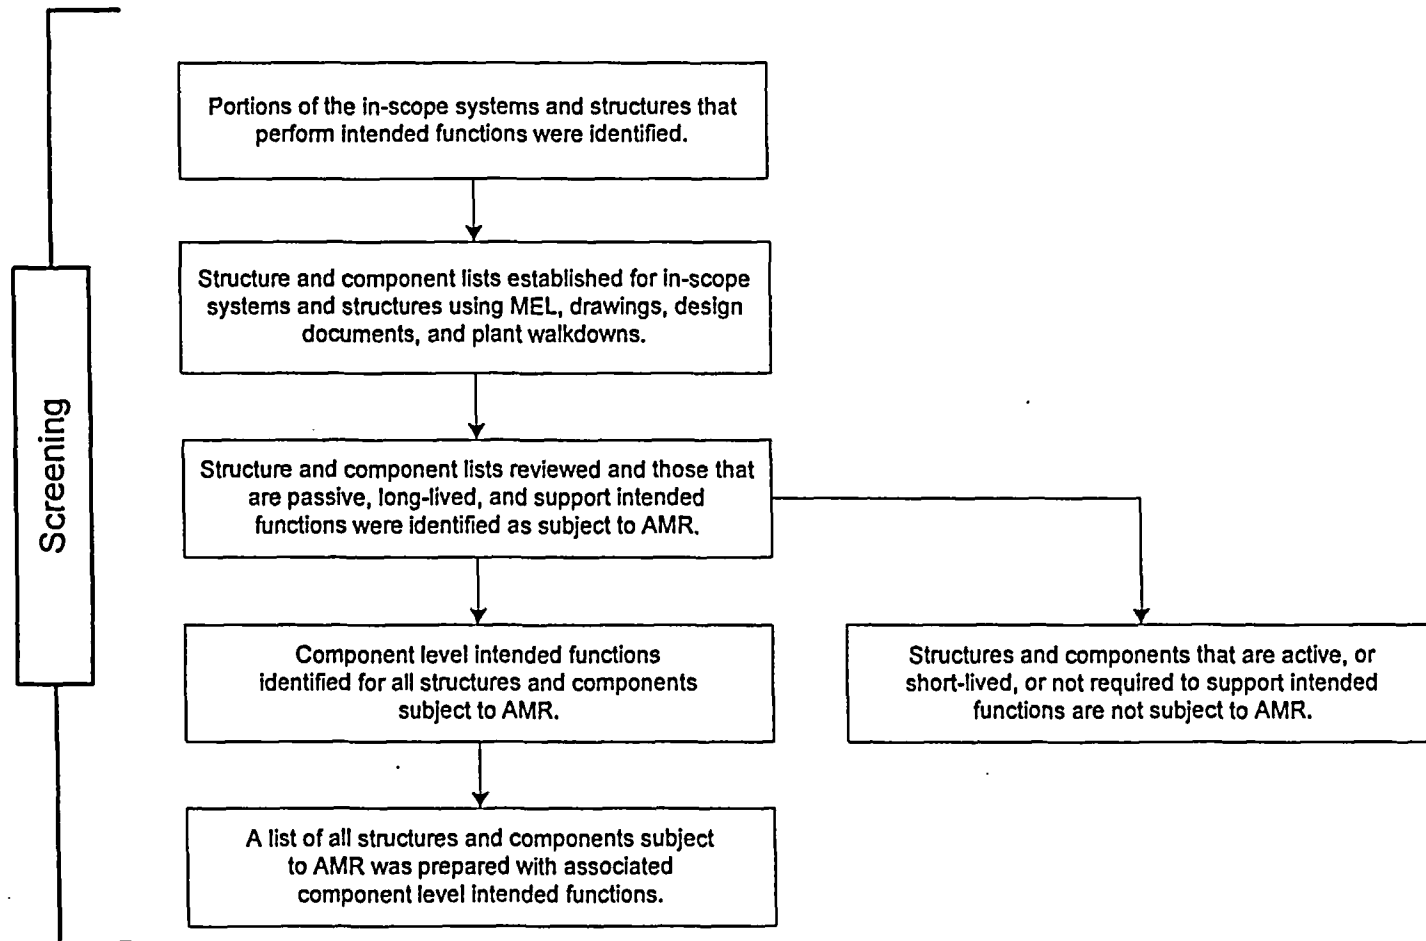 Portions of the in-scope systems and structures that
perform intended functions were identified.
Structure and component lists established for in-scope
systems and structures using MEL, drawings, design
documents, and plant walkdowns.
Screening
Structure and component lists reviewed and those that
are passive, long-lived, and support intended
functions were identified as subject to AMR.
Component level intended functions
identified for all structures and components
subject to AMR.
Structures and components that are active, or
short-lived, or not required to support intended
functions are not subject to AMR.
A list of all structures and components subject
to AMR was prepared with associated
component level intended functions.